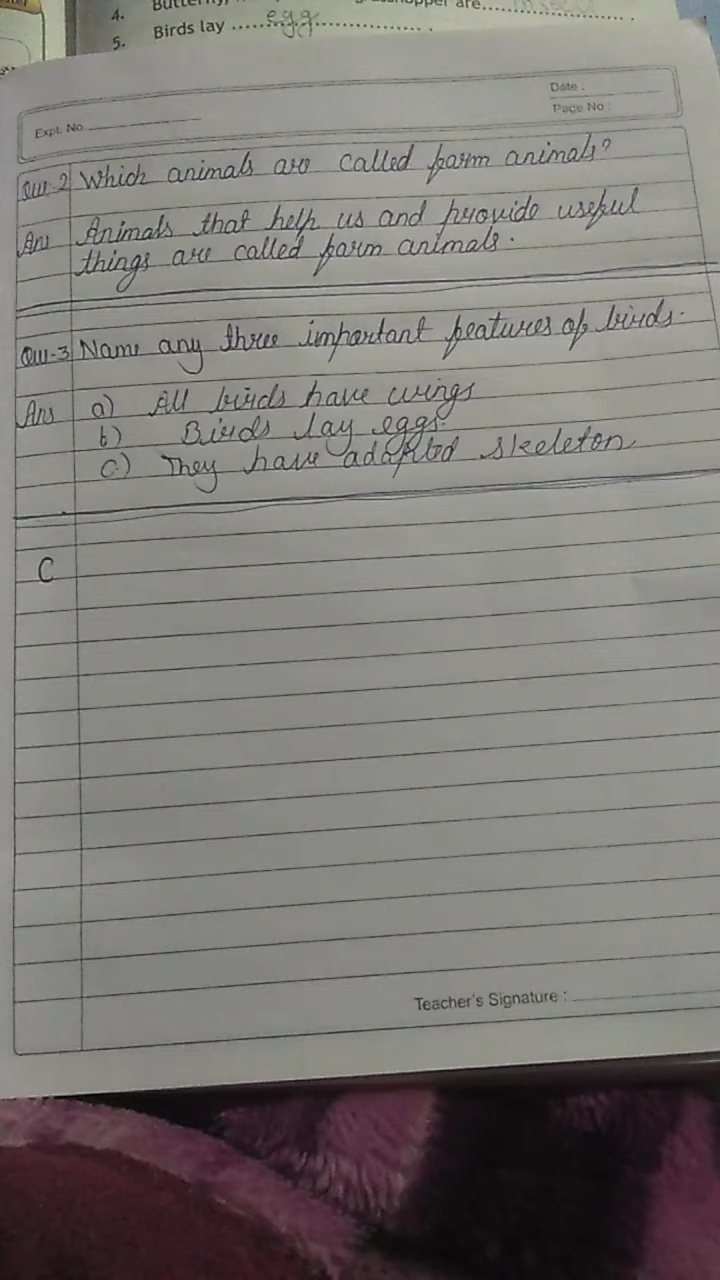 4. are
5. Birds lay egg
Expt. No.
Date :
Page No :
Que-2 Which animals are called farm animals?
Ans Animals that help us and provide useful
things are called farm animals.
Que-3 Name any three important features of birds.
Ans a) All birds have wings
b) Birds lay eggs.
c) They have adapted skeleton
C
Teacher's Signature :